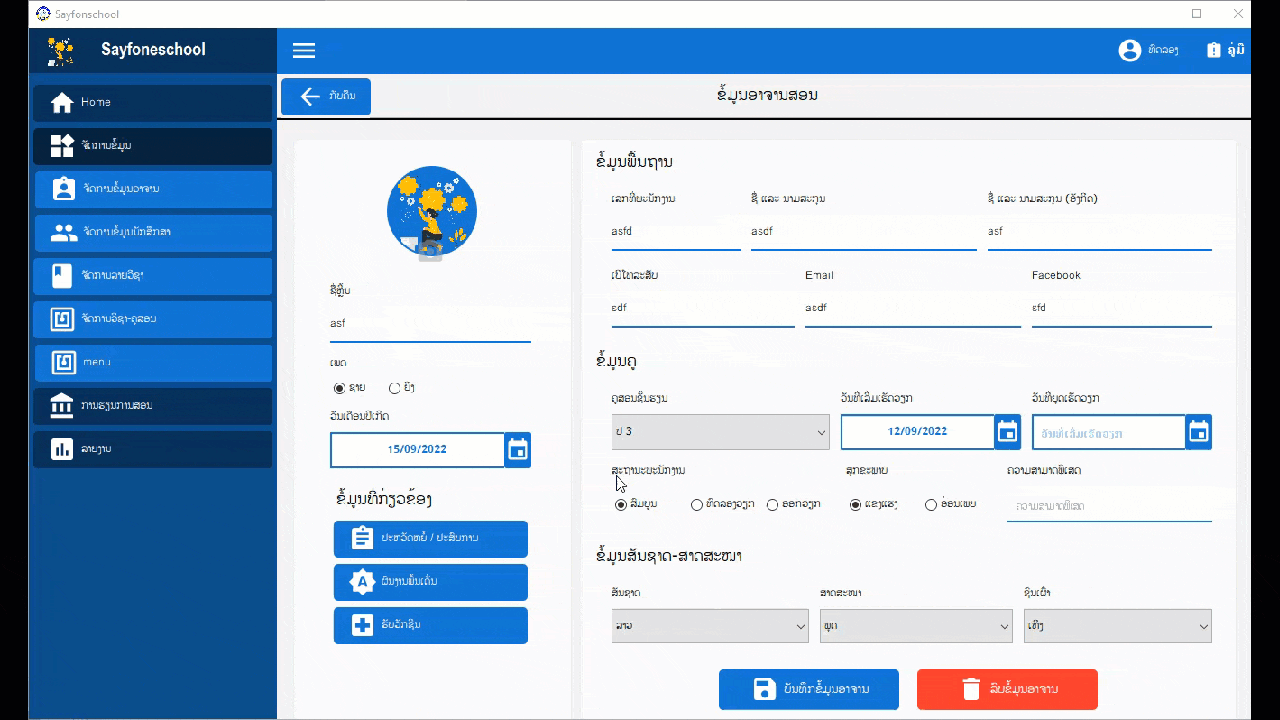 Sayfonschool
Sayfoneschool
ທົດລອງ
ຄູ່ມື
Home
ຈັດການຂໍ້ມູນ
ຈັດການຂໍ້ມູນອາຈານ
ຈັດການຂໍ້ມູນນັກສຶກສາ
ຈັດການລາຍວິຊາ
ຈັດການວິຊາ-ຄູສອນ
menu
ການຮຽນການສອນ
ລາຍງານ
ກັບຄືນ
ຂໍ້ມູນອາຈານສອນ
ຊື່ຫຼິ້ນ
asf
ເພດ
ຊາຍ
ຍິງ
ວັນເດືອນປີເກີດ
15/09/2022
ຂໍ້ມູນທີ່ກ່ຽວຂ້ອງ
ປະຫວັດຫຍໍ້ / ປະສົບການ
ຜົນງານພົ້ນເດັ່ນ
ຮັບວັກຊີນ
ຂໍ້ມູນພື້ນຖານ
ເລກທີ່ພະນັກງານ
ຊື່ ແລະ ນາມສະກຸນ
ຊື່ ແລະ ນາມສະກຸນ (ອັງກິດ)
asfd
asdf
asf
ເບີໂທລະສັບ
Email
Facebook
sdf
asdf
sfd
ຂໍ້ມູນຄູ
ຄູສອນຊັ້ນຮຽນ
ວັນທີເລີ່ມເຮັດວຽກ
ວັນທີຢຸດເຮັດວຽກ
ປ 3
12/09/2022
ວັນທີເລີ່ມເຮັດວຽກ
ສະຖານະພະນັກງານ
ສຸກຂະພາບ
ຄວາມສາມາດພິເສດ
ສົມບູນ
ທົດລອງວຽກ
ອອກວຽກ
ແຂງແຮງ
ອ່ອນເພຍ
ຄວາມສາມາດພິເສດ
ຂໍ້ມູນສັນຊາດ-ສາດສະໜາ
ສັນຊາດ
ສາດສະໜາ
ຊົນເຜົ່າ
ລາວ
ພຸດ
ເທິງ
ບັນທຶກຂໍ້ມູນອາຈານ
ລົບຂໍ້ມູນອາຈານ